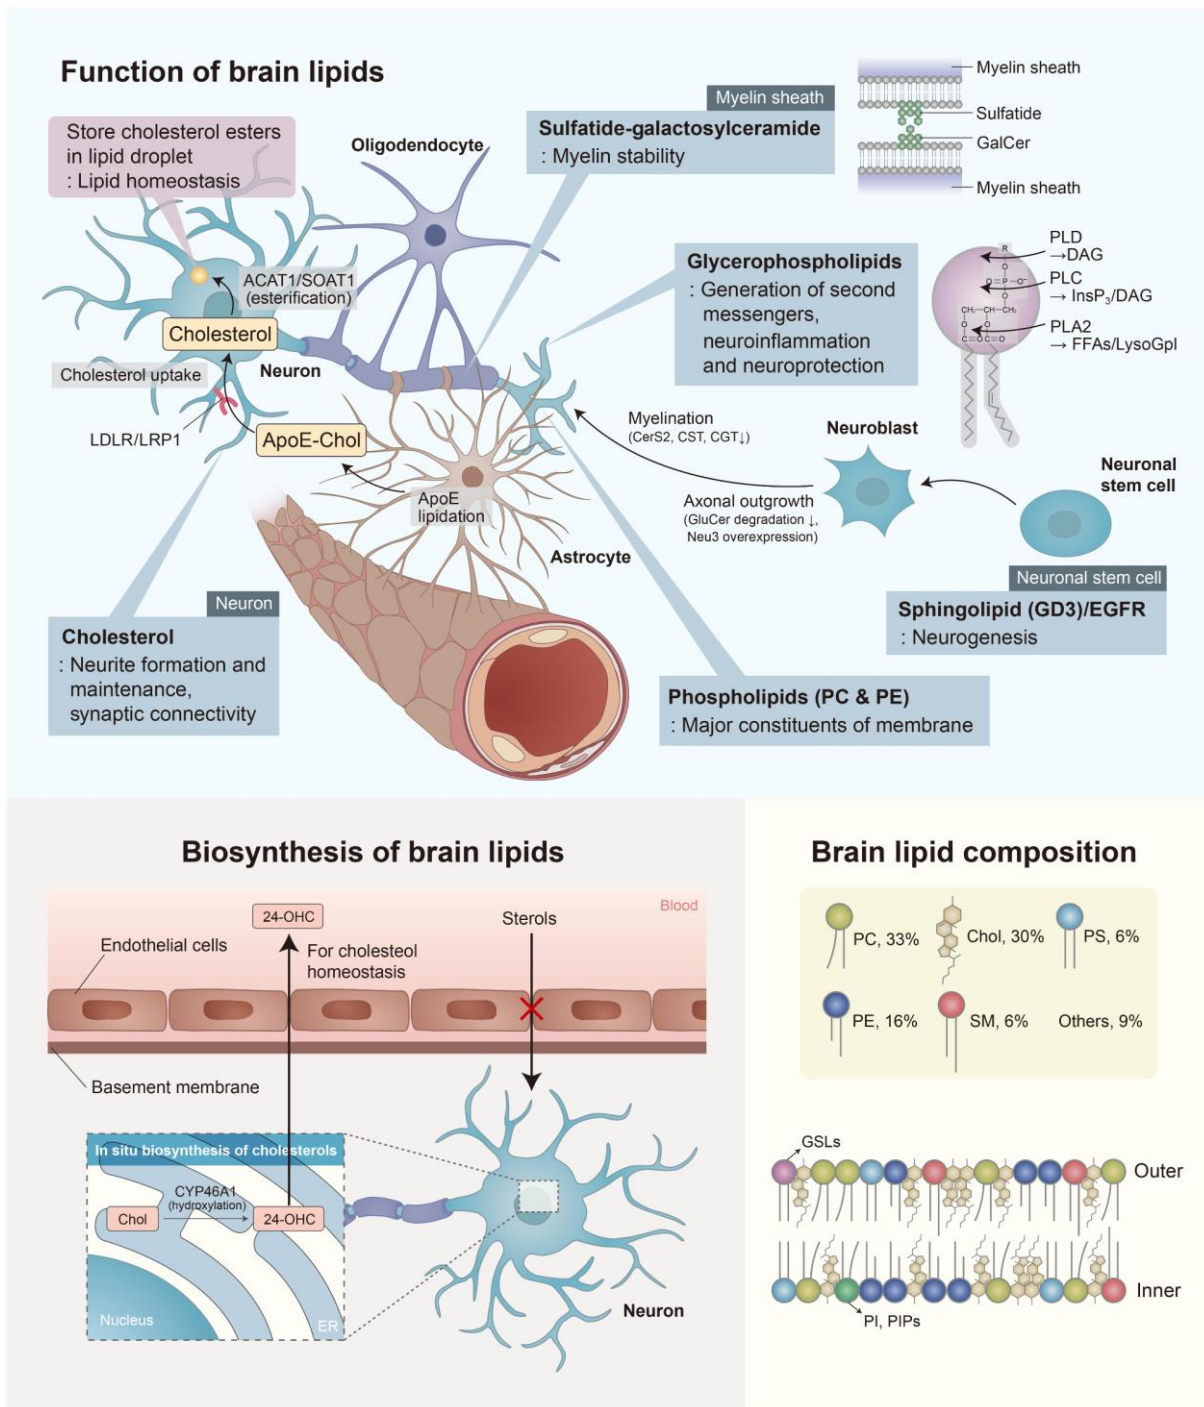 Function of brain lipids
Store cholesterol esters
in lipid droplet
: Lipid homeostasis
Oligodendocyte
Myelin sheath
Sulfatide-galactosylceramide
: Myelin stability
Myelin sheath
Sulfatide
GalCer
Myelin sheath
ACAT1/SOAT1
(esterification)
Cholesterol
Cholesterol uptake
Neuron
LDLR/LRP1
ApoE-Chol
ApoE
lipidation
Astrocyte
Glycerophospholipids
: Generation of second
messengers,
neuroinflammation
and neuroprotection
R
O
O=P—O⁻
O
CH₂—CH—CH₂
O O
C=O C=O
PLD
→DAG
PLC
→ InsP₃/DAG
PLA2
→ FFAs/LysoGpl
Myelination
(CerS2, CST, CGT↓)
Neuroblast
Neuronal
stem cell
Axonal outgrowth
(GluCer degradation ↓,
Neu3 overexpression)
Neuronal stem cell
Sphingolipid (GD3)/EGFR
: Neurogenesis
Neuron
Cholesterol
: Neurite formation and
maintenance,
synaptic connectivity
Phospholipids (PC & PE)
: Major constituents of membrane
Biosynthesis of brain lipids
Blood
24-OHC
Sterols
Endothelial cells
For cholesteol
homeostasis
Basement membrane
In situ biosynthesis of cholesterols
CYP46A1
(hydroxylation)
Chol
24-OHC
Nucleus
ER
Neuron
Brain lipid composition
PC, 33%
Chol, 30%
PS, 6%
PE, 16%
SM, 6%
Others, 9%
GSLs
Outer
Inner
PI, PIPs